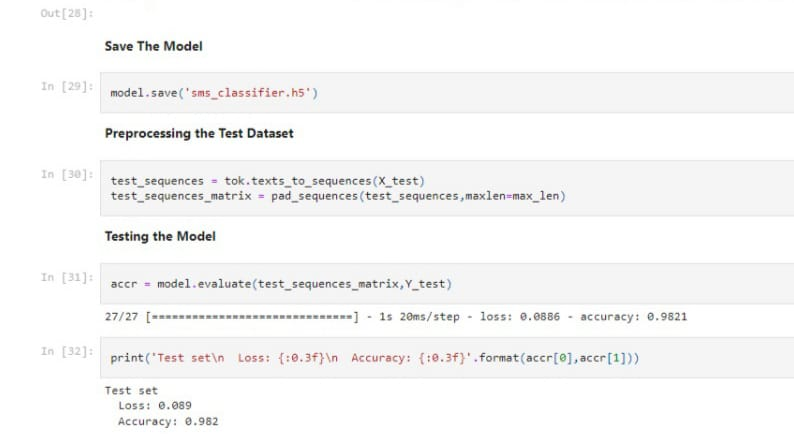 Out[28]:
Save The Model
In [29]:
model.save('sms_classifier.h5')
Preprocessing the Test Dataset
In [30]:
test_sequences = tok.texts_to_sequences(X_test)
test_sequences_matrix = pad_sequences(test_sequences,maxlen=max_len)
Testing the Model
In [31]:
accr = model.evaluate(test_sequences_matrix,Y_test)
27/27 [==============================] - 1s 20ms/step - loss: 0.0886 - accuracy: 0.9821
In [32]:
print('Test set\n  Loss: {:0.3f}\n  Accuracy: {:0.3f}'.format(accr[0],accr[1]))
Test set
  Loss: 0.089
  Accuracy: 0.982